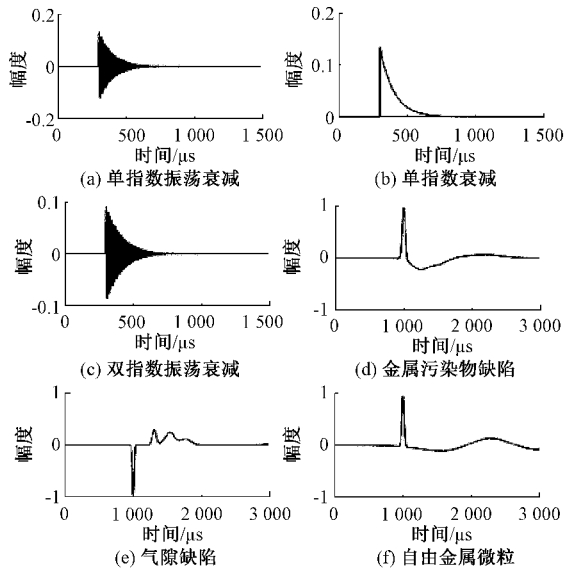 0.2
0
-0.2
幅度
0
500
1 000
1 500
时间/μs
(a) 单指数振荡衰减
0.2
0.1
0
幅度
0
500
1 000
1 500
时间/μs
(b) 单指数衰减
0.1
0
-0.1
幅度
0
500
1 000
1 500
时间/μs
(c) 双指数振荡衰减
1
0
-1
幅度
0
1 000
2 000
3 000
时间/μs
(d) 金属污染物缺陷
1
0
-1
幅度
0
1 000
2 000
3 000
时间/μs
(e) 气隙缺陷
1
0
-1
幅度
0
1 000
2 000
3 000
时间/μs
(f) 自由金属微粒